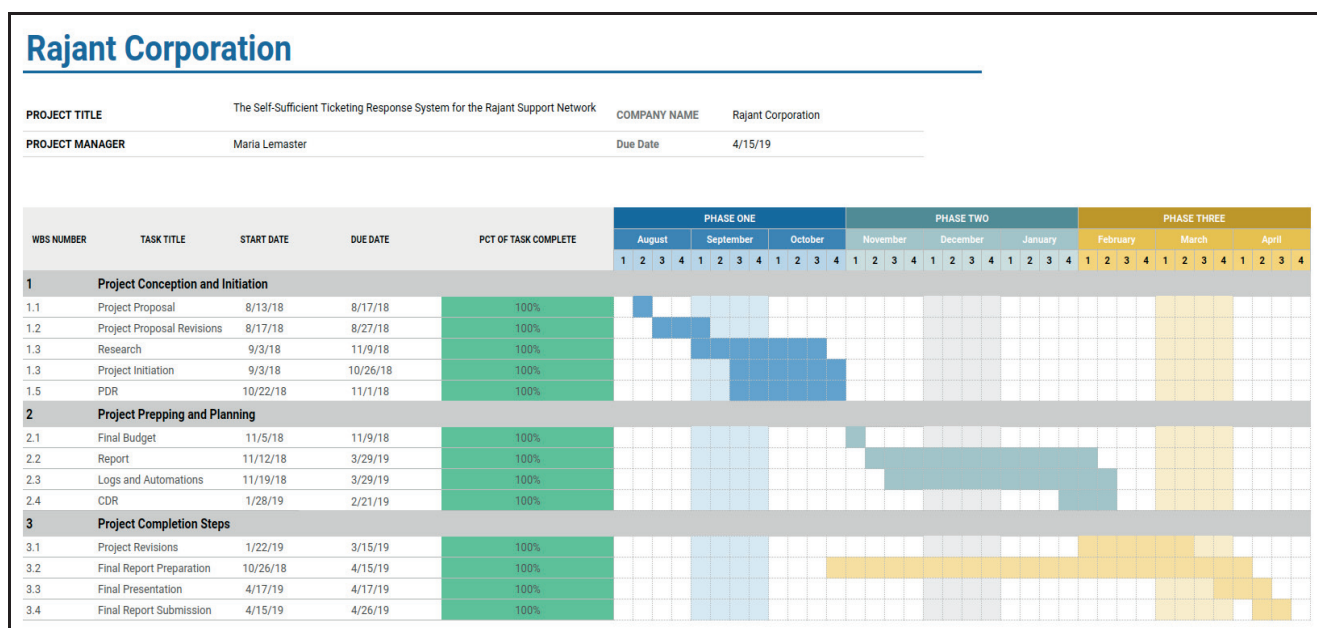 Rajant Corporation
PROJECT TITLE The Self-Sufficient Ticketing Response System for the Rajant Support Network COMPANY NAME Rajant Corporation
PROJECT MANAGER Maria Lemaster Due Date 4/15/19
PHASE ONE PHASE TWO PHASE THREE
WBS NUMBER TASK TITLE START DATE DUE DATE PCT OF TASK COMPLETE August September October November December January February March April
1 2 3 4 1 2 3 4 1 2 3 4 1 2 3 4 1 2 3 4 1 2 3 4 1 2 3 4 1 2 3 4 1 2 3 4
1 Project Conception and Initiation
1.1 Project Proposal 8/13/18 8/17/18 100%
1.2 Project Proposal Revisions 8/17/18 8/27/18 100%
1.3 Research 9/3/18 11/9/18 100%
1.3 Project Initiation 9/3/18 10/26/18 100%
1.5 PDR 10/22/18 11/1/18 100%
2 Project Prepping and Planning
2.1 Final Budget 11/5/18 11/9/18 100%
2.2 Report 11/12/18 3/29/19 100%
2.3 Logs and Automations 11/19/18 3/29/19 100%
2.4 CDR 1/28/19 2/21/19 100%
3 Project Completion Steps
3.1 Project Revisions 1/22/19 3/15/19 100%
3.2 Final Report Preparation 10/26/18 4/15/19 100%
3.3 Final Presentation 4/17/19 4/17/19 100%
3.4 Final Report Submission 4/15/19 4/26/19 100%